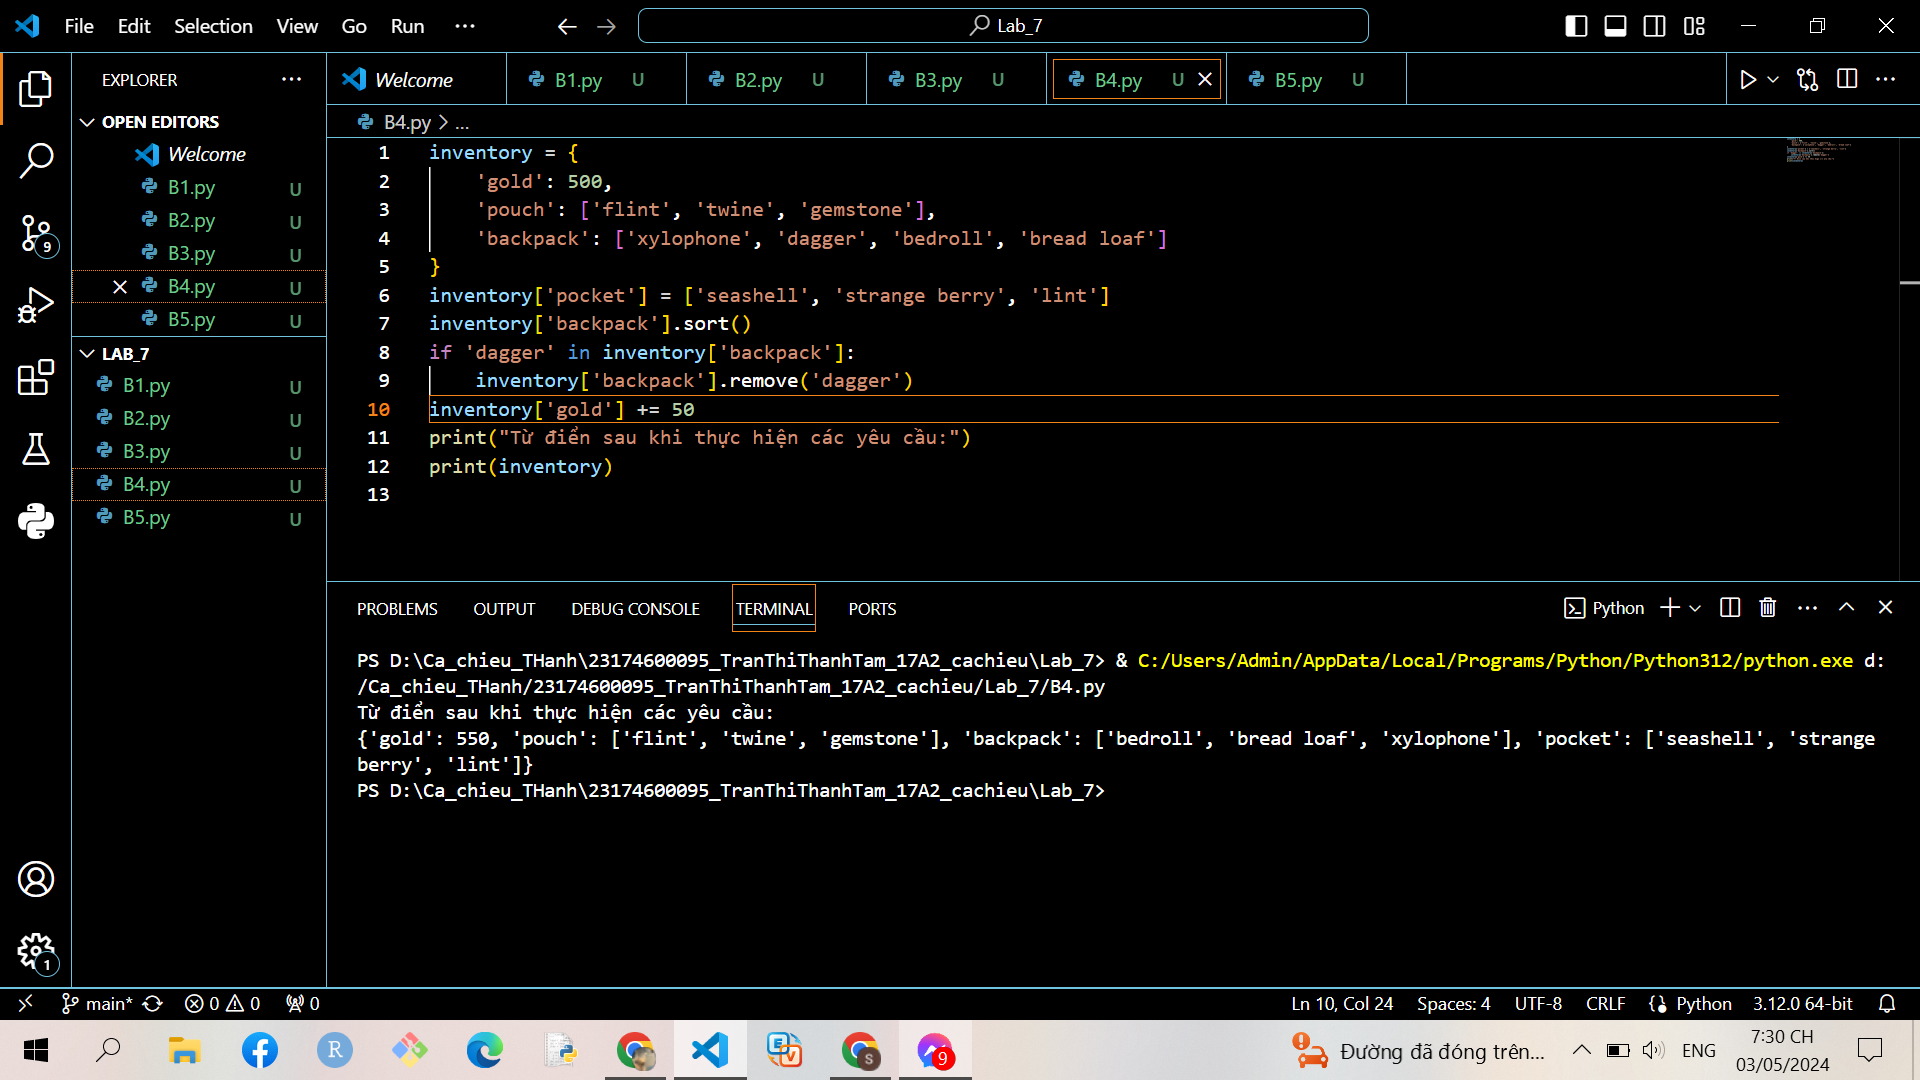 File Edit Selection View Go Run ··· Lab_7
EXPLORER ···
OPEN EDITORS
Welcome
B1.py U
B2.py U
B3.py U
B4.py U
B5.py U
LAB_7
B1.py U
B2.py U
B3.py U
B4.py U
B5.py U
9
1
Welcome B1.py U B2.py U B3.py U B4.py U B5.py U
B4.py > ...
1 inventory = {
2     'gold': 500,
3     'pouch': ['flint', 'twine', 'gemstone'],
4     'backpack': ['xylophone', 'dagger', 'bedroll', 'bread loaf']
5 }
6 inventory['pocket'] = ['seashell', 'strange berry', 'lint']
7 inventory['backpack'].sort()
8 if 'dagger' in inventory['backpack']:
9     inventory['backpack'].remove('dagger')
10 inventory['gold'] += 50
11 print("Từ điển sau khi thực hiện các yêu cầu:")
12 print(inventory)
13
PROBLEMS OUTPUT DEBUG CONSOLE TERMINAL PORTS Python
PS D:\Ca_chieu_THanh\23174600095_TranThiThanhTam_17A2_cachieu\Lab_7> & C:/Users/Admin/AppData/Local/Programs/Python/Python312/python.exe d:
/Ca_chieu_THanh/23174600095_TranThiThanhTam_17A2_cachieu/Lab_7/B4.py
Từ điển sau khi thực hiện các yêu cầu:
{'gold': 550, 'pouch': ['flint', 'twine', 'gemstone'], 'backpack': ['bedroll', 'bread loaf', 'xylophone'], 'pocket': ['seashell', 'strange
berry', 'lint']}
PS D:\Ca_chieu_THanh\23174600095_TranThiThanhTam_17A2_cachieu\Lab_7>
main* 0 0 0 Ln 10, Col 24 Spaces: 4 UTF-8 CRLF Python 3.12.0 64-bit
R S 9 Đường đã đóng trên... ENG
7:30 CH
03/05/2024